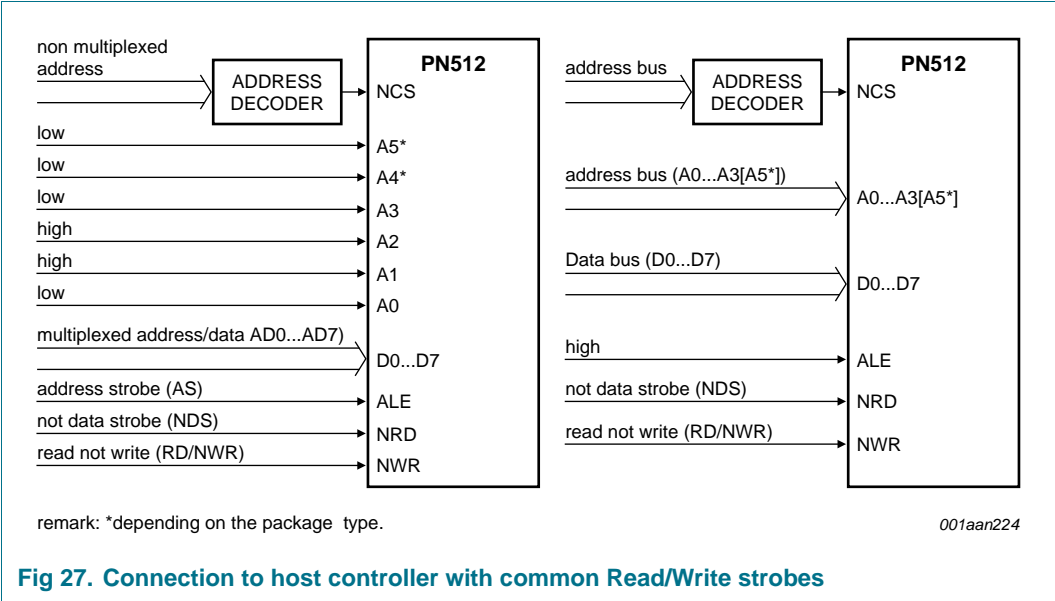 non multiplexed
address
ADDRESS
DECODER
PN512
NCS
low
A5*
low
A4*
low
A3
high
A2
high
A1
low
A0
multiplexed address/data AD0...AD7)
D0...D7
address strobe (AS)
ALE
not data strobe (NDS)
NRD
read not write (RD/NWR)
NWR
address bus
ADDRESS
DECODER
PN512
NCS
address bus (A0...A3[A5*])
A0...A3[A5*]
Data bus (D0...D7)
D0...D7
high
ALE
not data strobe (NDS)
NRD
read not write (RD/NWR)
NWR
remark: *depending on the package type.
001aan224
Fig 27. Connection to host controller with common Read/Write strobes